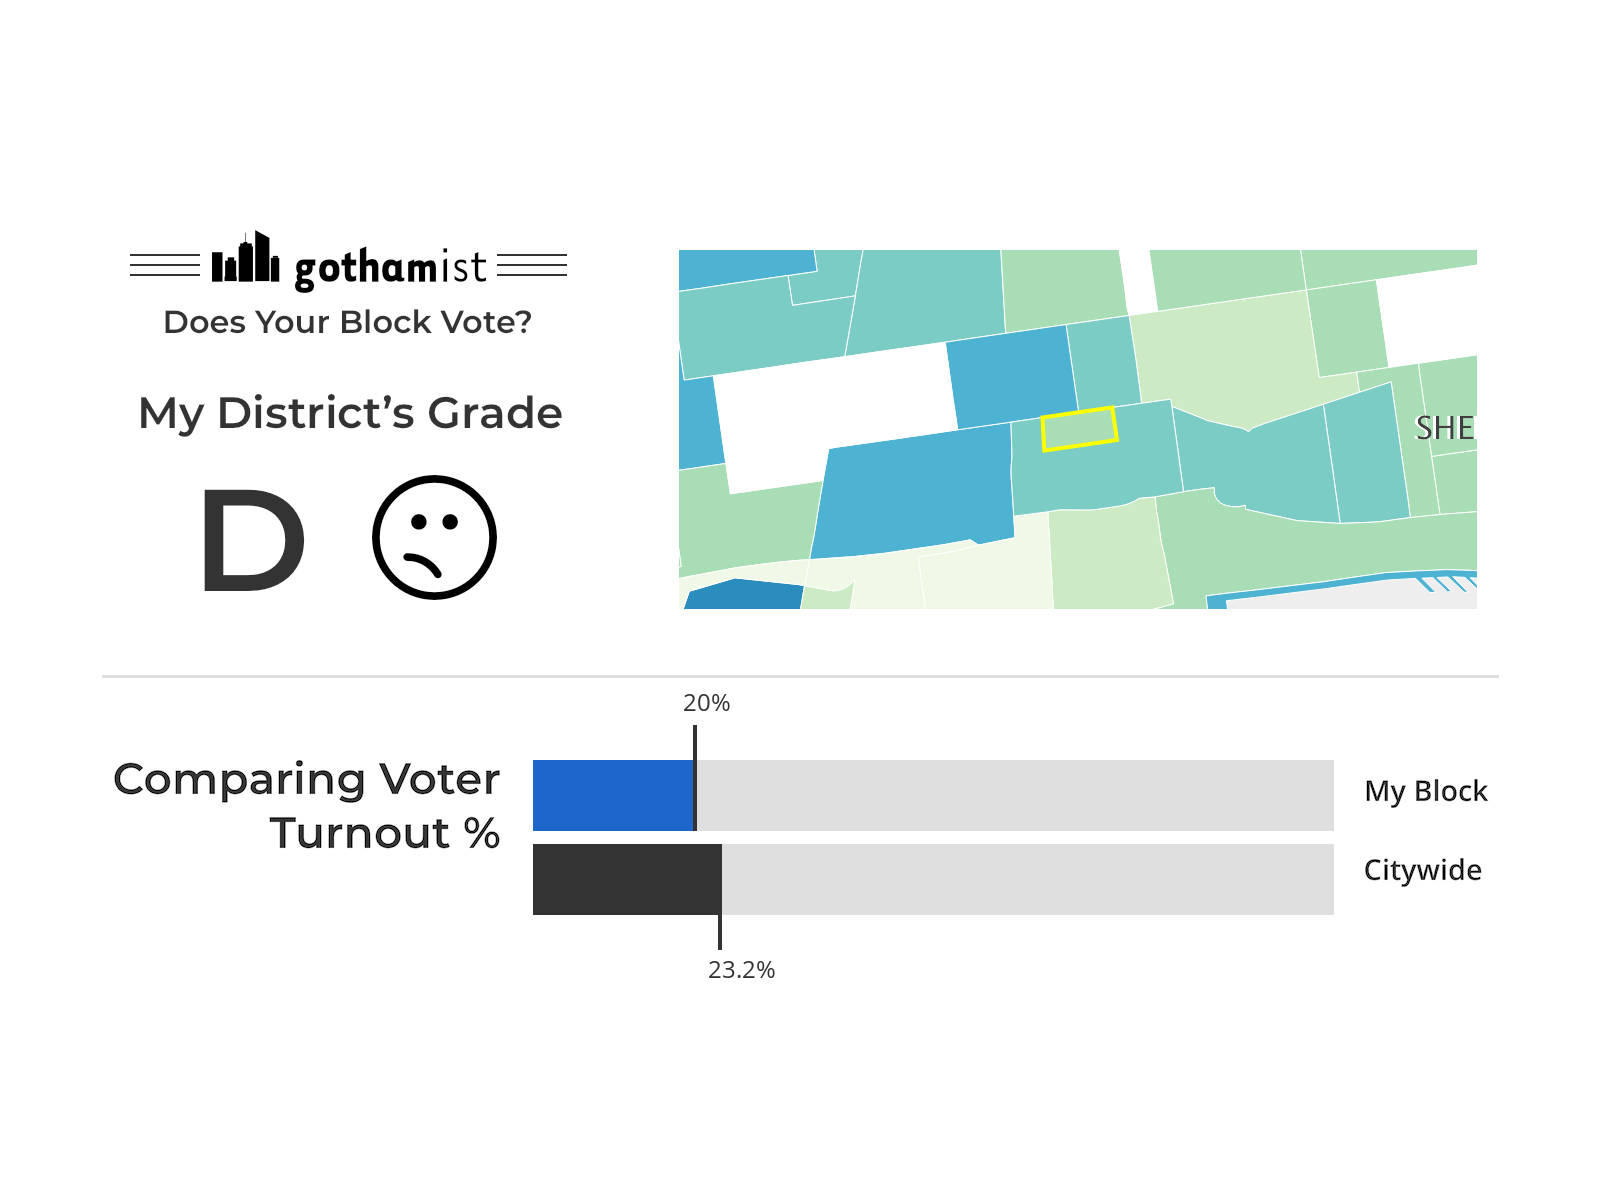 gothamist
Does Your Block Vote?
My District’s Grade
D
SHE
20%
Comparing Voter
Turnout %
My Block
Citywide
23.2%